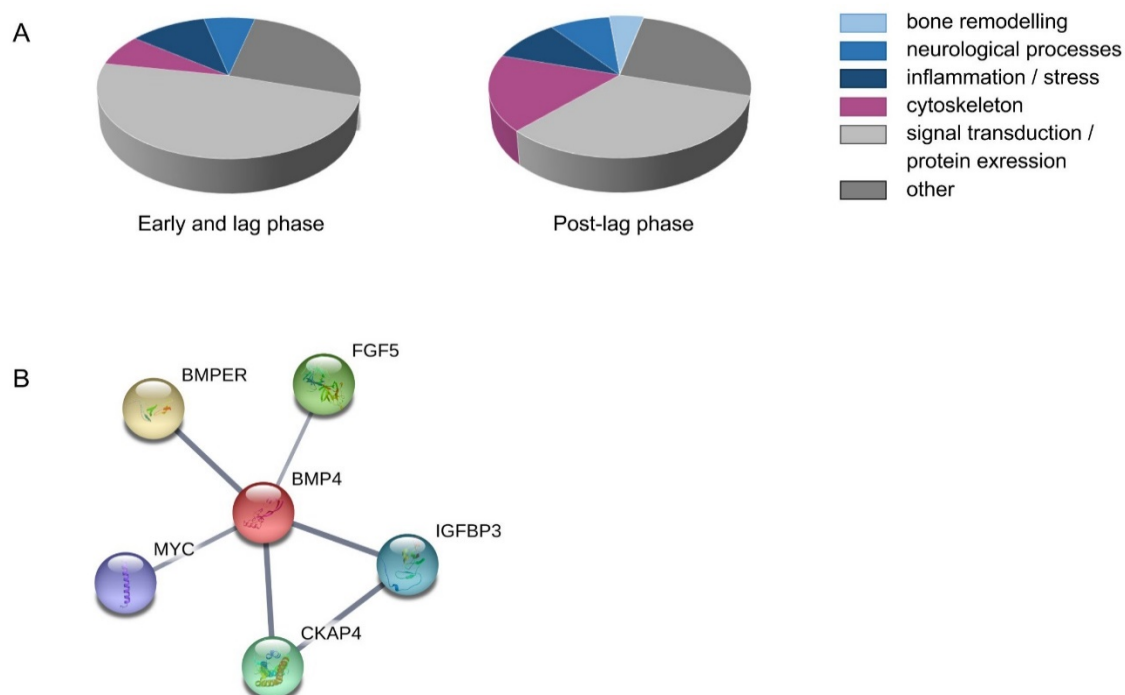 A
Early and lag phase
Post-lag phase
bone remodelling
neurological processes
inflammation / stress
cytoskeleton
signal transduction /
protein exression
other
B
BMPER
FGF5
BMP4
IGFBP3
MYC
CKAP4